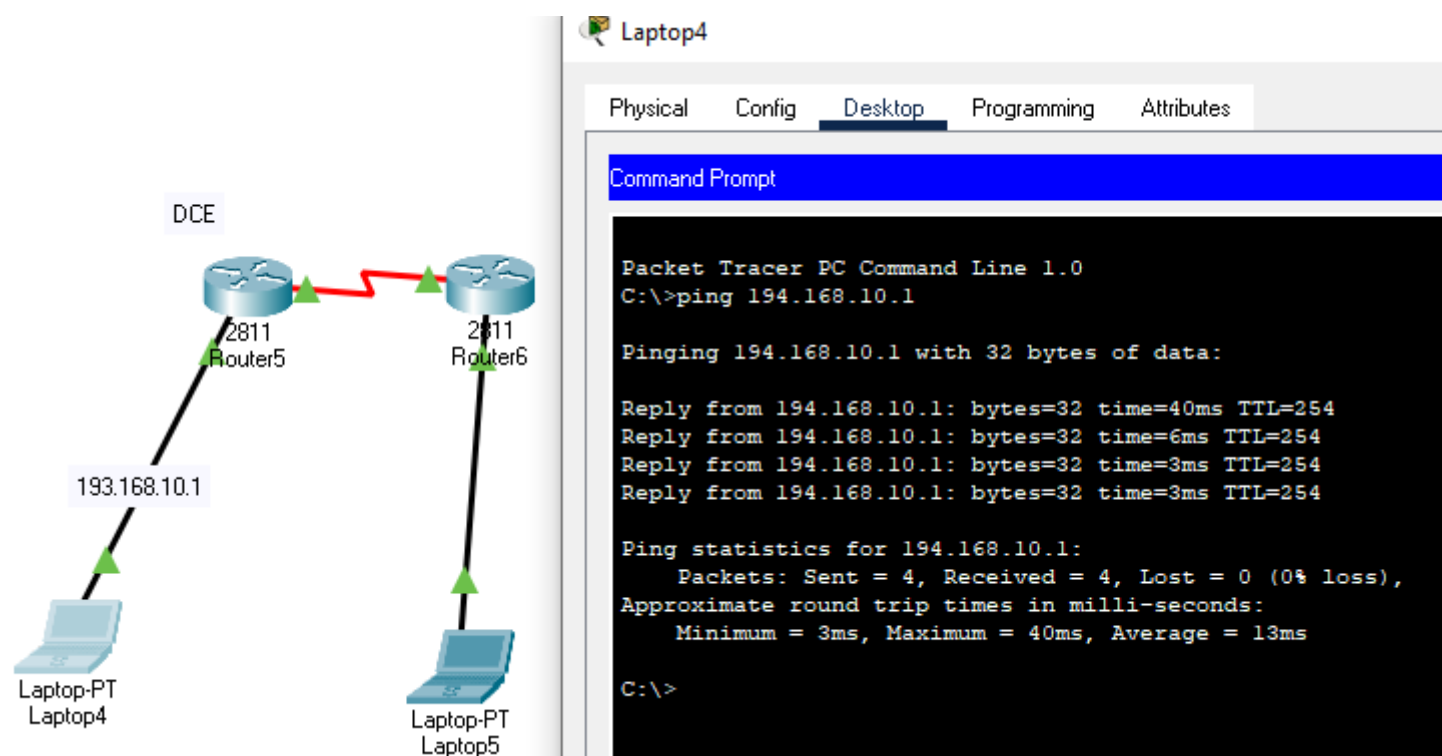 DCE
2811
Router5
2811
Router6
193.168.10.1
Laptop-PT
Laptop4
Laptop-PT
Laptop5
Laptop4
Physical Config Desktop Programming Attributes
Command Prompt
Packet Tracer PC Command Line 1.0
C:\>ping 194.168.10.1
Pinging 194.168.10.1 with 32 bytes of data:
Reply from 194.168.10.1: bytes=32 time=40ms TTL=254
Reply from 194.168.10.1: bytes=32 time=6ms TTL=254
Reply from 194.168.10.1: bytes=32 time=3ms TTL=254
Reply from 194.168.10.1: bytes=32 time=3ms TTL=254
Ping statistics for 194.168.10.1:
Packets: Sent = 4, Received = 4, Lost = 0 (0% loss),
Approximate round trip times in milli-seconds:
Minimum = 3ms, Maximum = 40ms, Average = 13ms
C:\>